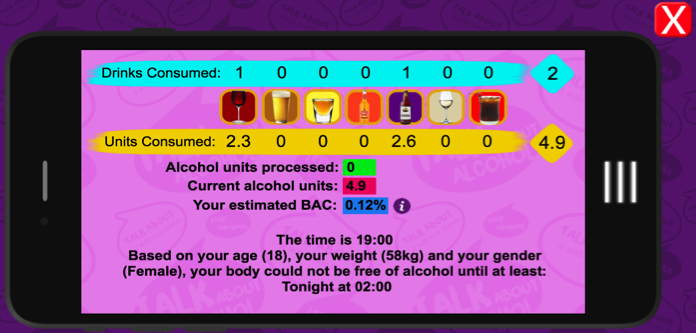 X
Drinks Consumed: 1 0 0 0 1 0 0 2
Units Consumed: 2.3 0 0 0 2.6 0 0 4.9
Alcohol units processed: 0
Current alcohol units: 4.9
Your estimated BAC: 0.12% i
The time is 19:00
Based on your age (18), your weight (58kg) and your gender
(Female), your body could not be free of alcohol until at least:
Tonight at 02:00